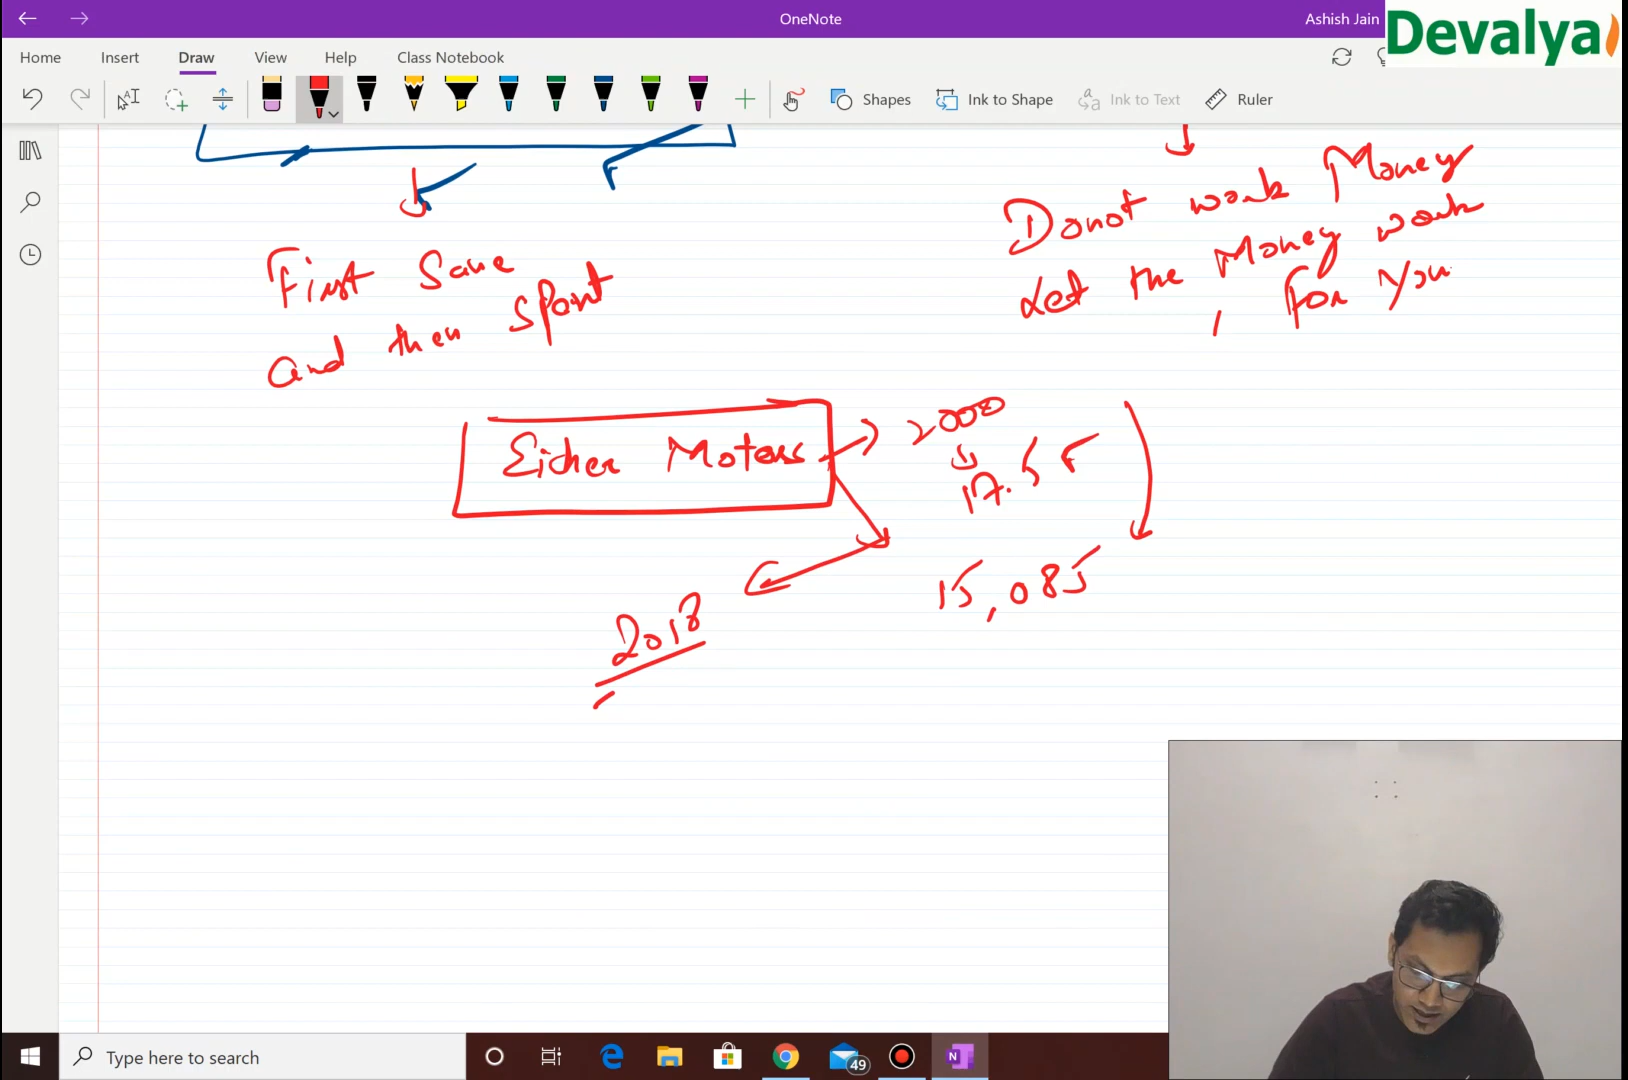 OneNote
Ashish Jain
Devalya
Home Insert Draw View Help Class Notebook
Shapes Ink to Shape Ink to Text Ruler
Donot work Money
Let the Money work
for you
First Save
and then spent
Eicher Motors
2000
17.55
15,085
2018
Type here to search
49
N